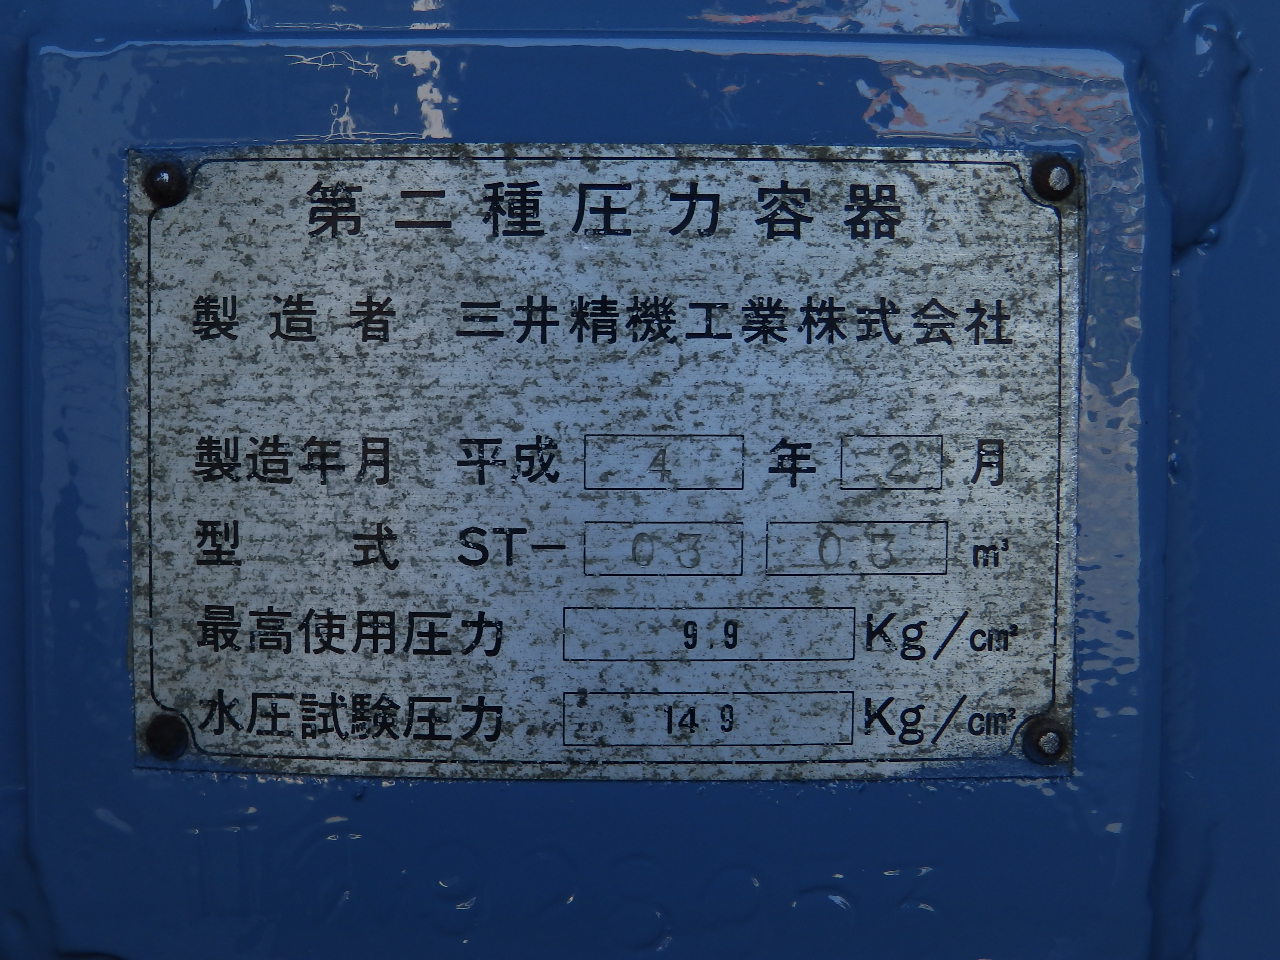 第二種圧力容器
製造者 三井精機工業株式会社
製造年月 平成 4 年 2 月
型式 ST- 03 0.3 m³
最高使用圧力 9.9 Kg/cm²
水圧試験圧力 14.9 Kg/cm²